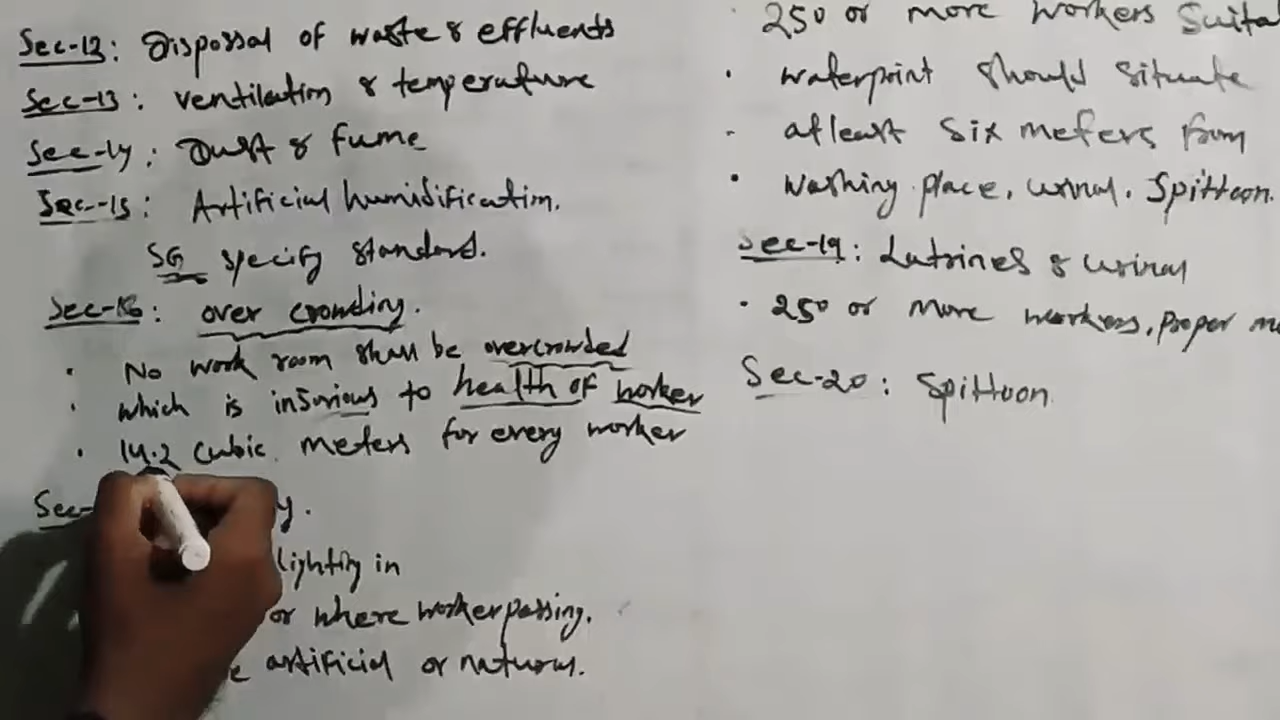 Sec-12: Disposal of waste & effluents
Sec-13: ventilation & temperature
Sec-14: Dust & fume
Sec-15: Artificial humidification.
SG specify standard.
Sec-16: over crowding.
· No work room shall be overcrowded
· which is insurious to health of worker
· 14.2 cubic meters for every worker
Sec-
lighting in
or where worker passing.
artificial or natural.
· 250 or more workers suita
· waterpoint should situate
- atleast six meters from
· washing place, urinal, spittoon.
Sec-19: Latrines & urinal
· 250 or more workers, proper
Sec-20: Spittoon